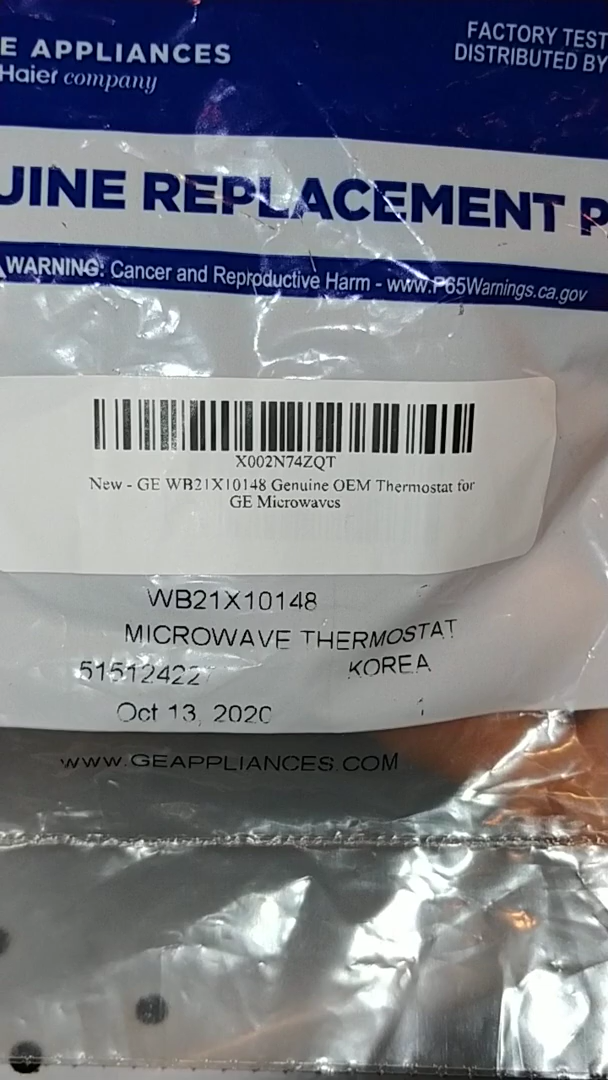 E APPLIANCES
Haier company
FACTORY TEST
DISTRIBUTED BY
UINE REPLACEMENT P
WARNING: Cancer and Reproductive Harm - www.P65Warnings.ca.gov
X002N74ZQT
New - GE WB21X10148 Genuine OEM Thermostat for
GE Microwaves
WB21X10148
MICROWAVE THERMOSTAT
51512422 KOREA
Oct 13, 2020 1
WWW.GEAPPLIANCES.COM